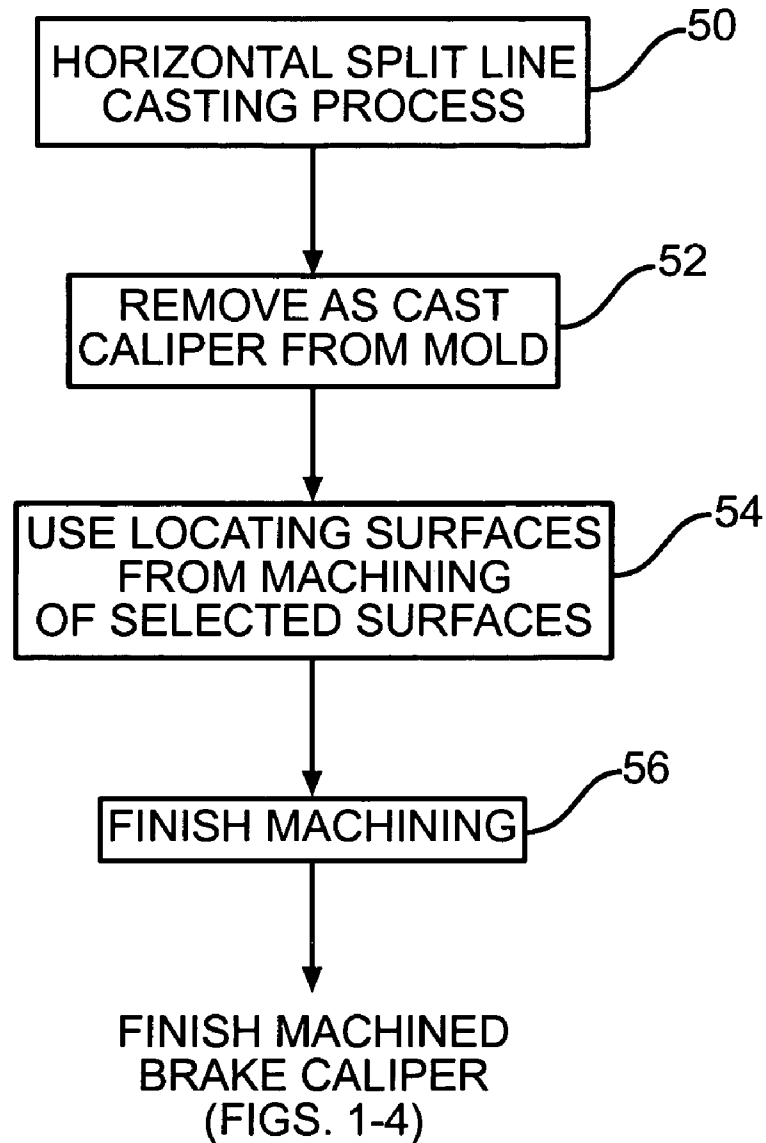 50
HORIZONTAL SPLIT LINE
CASTING PROCESS
52
REMOVE AS CAST
CALIPER FROM MOLD
54
USE LOCATING SURFACES
FROM MACHINING
OF SELECTED SURFACES
56
FINISH MACHINING
FINISH MACHINED
BRAKE CALIPER
(FIGS. 1-4)